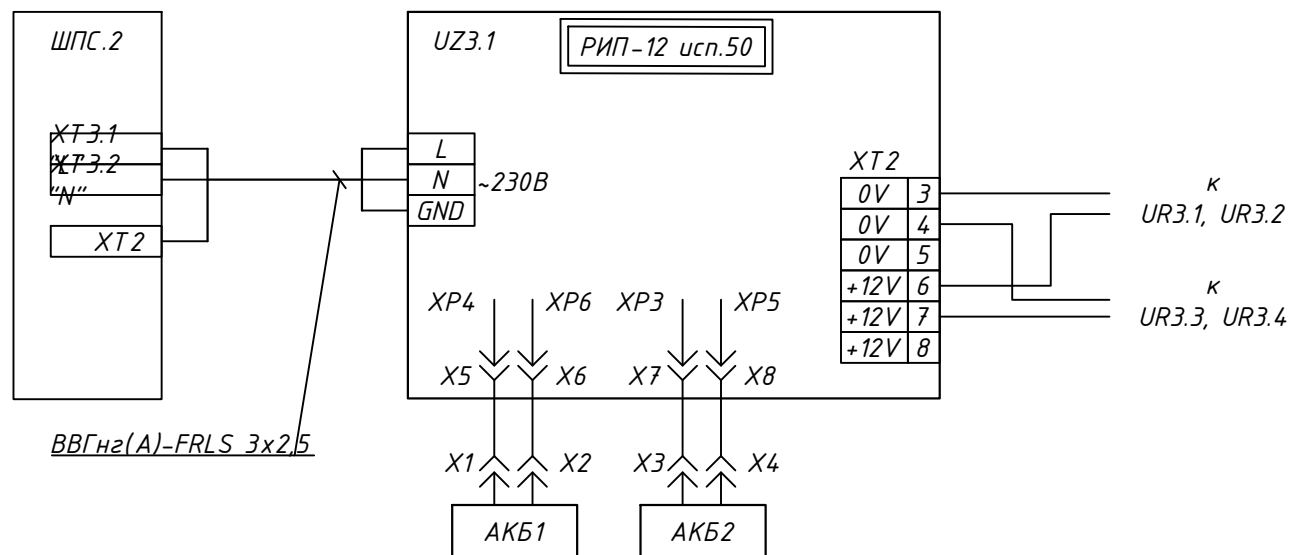 ШПС.2
UZ3.1
РИП-12 исп.50
XT3.1
"L"
XT3.2
"N"
XT2
L
N
GND
~230В
XT2
0V 3
0V 4
0V 5
+12V 6
+12V 7
+12V 8
к
UR3.1, UR3.2
к
UR3.3, UR3.4
XP4 XP6 XP3 XP5
X5 X6 X7 X8
ВВГнг(А)-FRLS 3x2,5
X1 X2 X3 X4
АКБ1 АКБ2